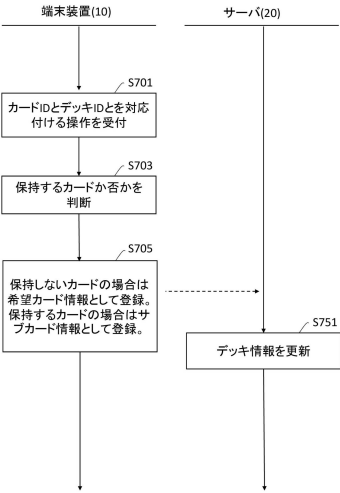 端末装置(10)
サーバ(20)
S701
カードIDとデッキIDとを対応
付ける操作を受付
S703
保持するカードか否かを
判断
S705
保持しないカードの場合は
希望カード情報として登録。
保持するカードの場合はサ
ブカード情報として登録。
S751
デッキ情報を更新